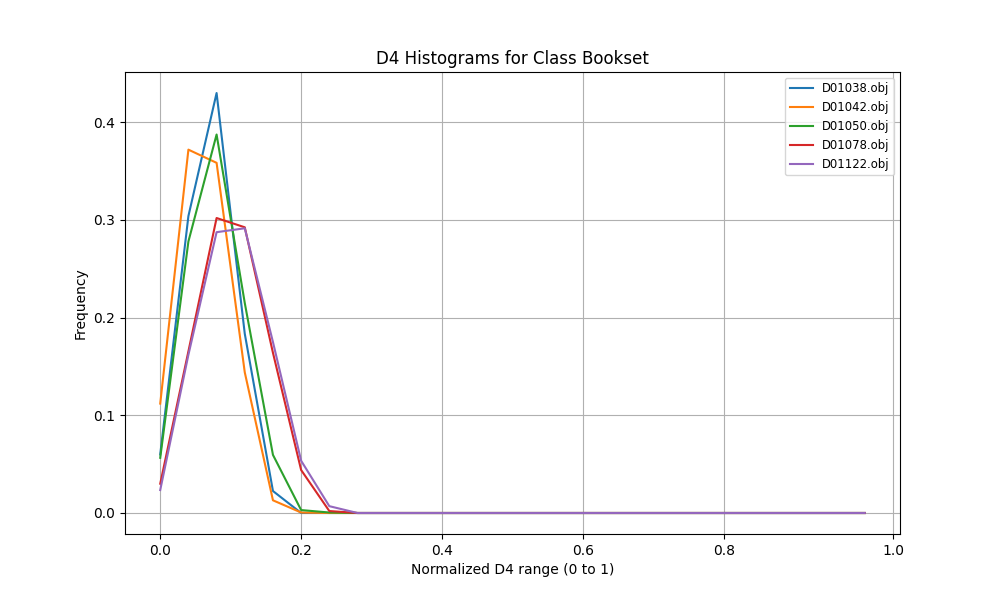 D4 Histograms for Class Bookset
D01038.obj
D01042.obj
D01050.obj
D01078.obj
D01122.obj
0.4
0.3
0.2
0.1
0.0
Frequency
0.0 0.2 0.4 0.6 0.8 1.0
Normalized D4 range (0 to 1)